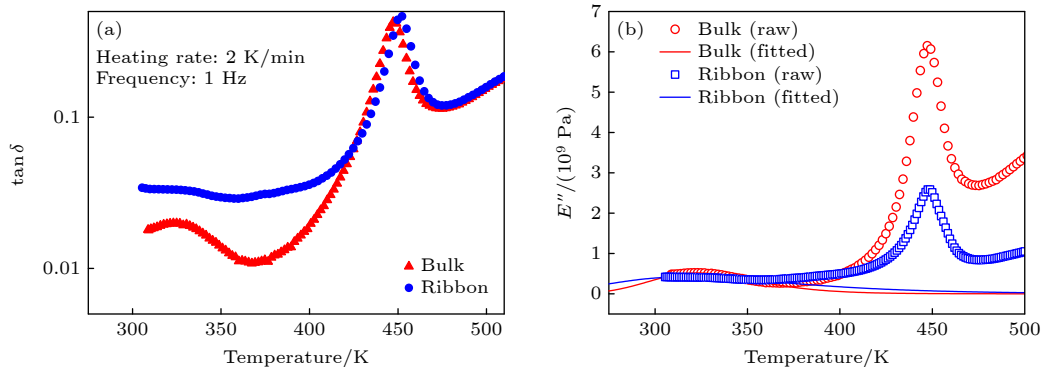 (a)
Heating rate: 2 K/min
Frequency: 1 Hz
0.1
0.01
tan δ
Bulk
Ribbon
300
350
400
450
500
Temperature/K
(b)
Bulk (raw)
Bulk (fitted)
Ribbon (raw)
Ribbon (fitted)
6
5
4
3
2
1
0
E″/(10⁹ Pa)
250
300
350
400
450
500
Temperature/K